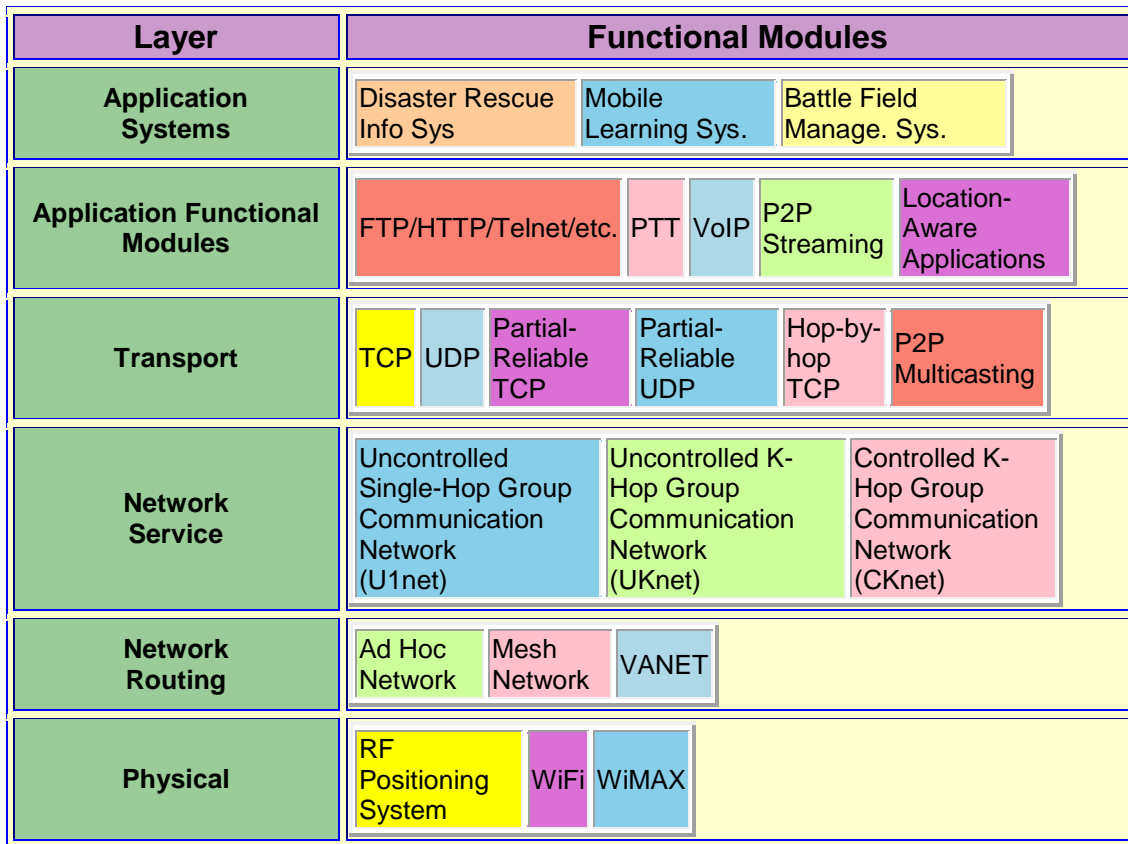 Layer
Functional Modules
Application
Systems
Disaster Rescue
Info Sys
Mobile
Learning Sys.
Battle Field
Manage. Sys.
Application Functional
Modules
FTP/HTTP/Telnet/etc.
PTT
VoIP
P2P
Streaming
Location-
Aware
Applications
Transport
TCP
UDP
Partial-
Reliable
TCP
Partial-
Reliable
UDP
Hop-by-
hop
TCP
P2P
Multicasting
Network
Service
Uncontrolled
Single-Hop Group
Communication
Network
(U1net)
Uncontrolled K-
Hop Group
Communication
Network
(UKnet)
Controlled K-
Hop Group
Communication
Network
(CKnet)
Network
Routing
Ad Hoc
Network
Mesh
Network
VANET
Physical
RF
Positioning
System
WiFi
WiMAX